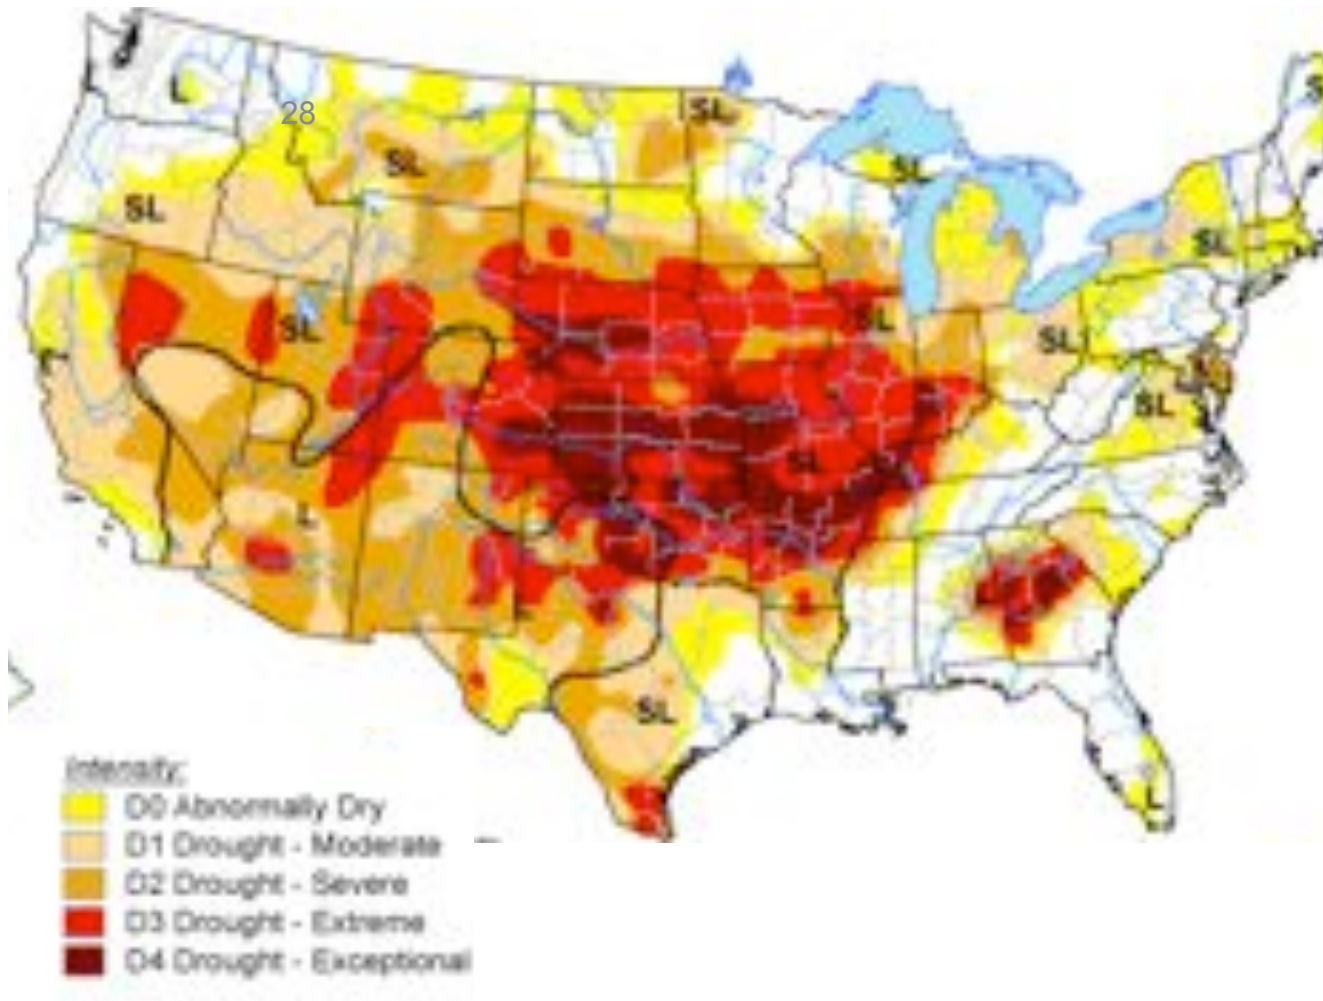 SL
S
L
28
SL
SL
SL
SL
SL
SL
SL
SL
SL
SL
L
SL
L
Intensity:
D0 Abnormally Dry
D1 Drought - Moderate
D2 Drought - Severe
D3 Drought - Extreme
D4 Drought - Exceptional